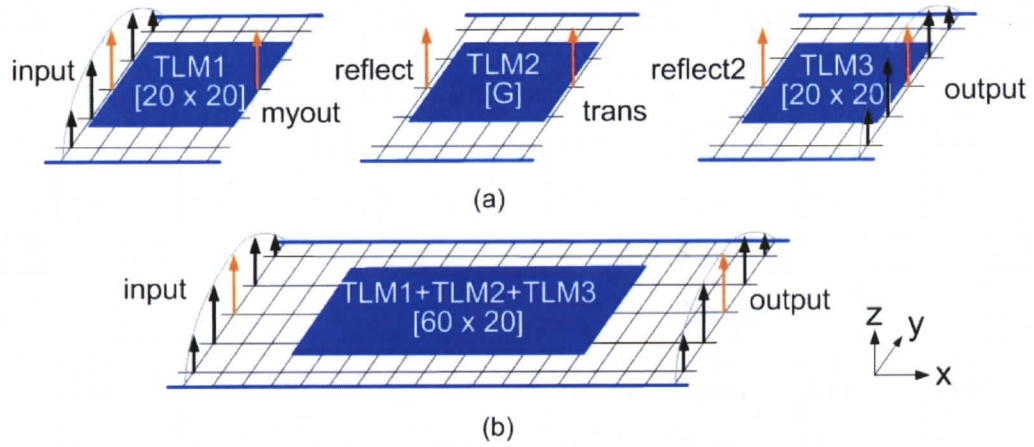 input
TLM1
[20 x 20]
myout
reflect
TLM2
[G]
trans
reflect2
TLM3
[20 x 20]
output
(a)
input
TLM1+TLM2+TLM3
[60 x 20]
output
z
y
x
(b)